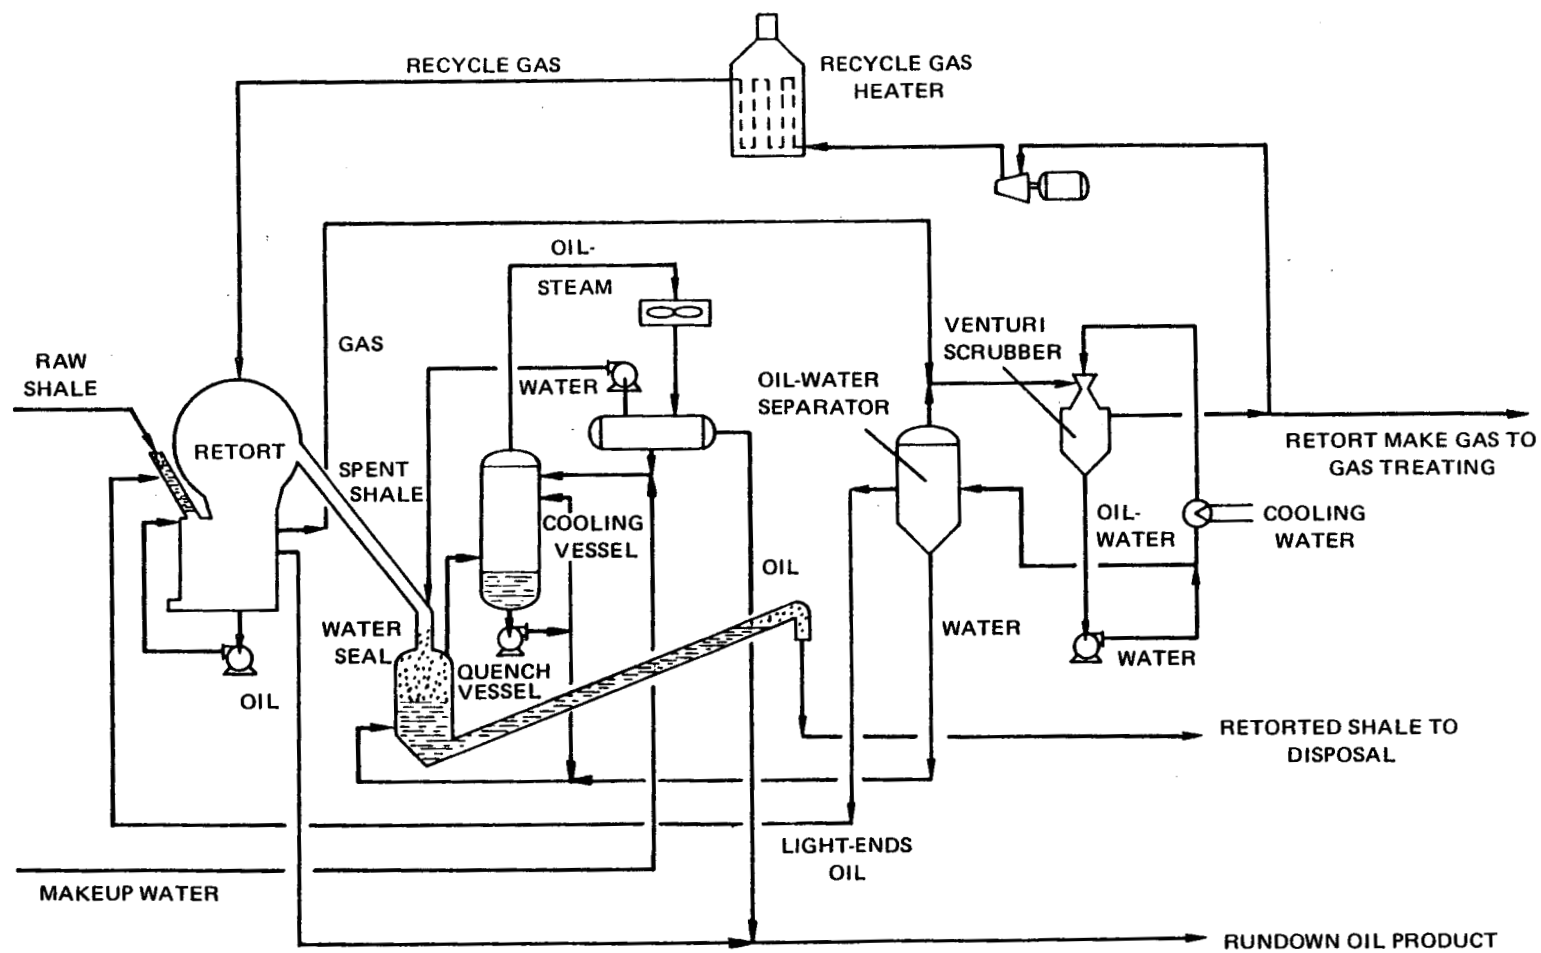 RECYCLE GAS
RECYCLE GAS
HEATER
OIL-
STEAM
GAS
RAW
SHALE
WATER
VENTURI
SCRUBBER
OIL-WATER
SEPARATOR
RETORT
SPENT
SHALE
RETORT MAKE GAS TO
GAS TREATING
COOLING
VESSEL
OIL-
WATER
COOLING
WATER
OIL
WATER
SEAL
QUENCH
VESSEL
WATER
WATER
OIL
RETORTED SHALE TO
DISPOSAL
LIGHT-ENDS
OIL
MAKEUP WATER
RUNDOWN OIL PRODUCT